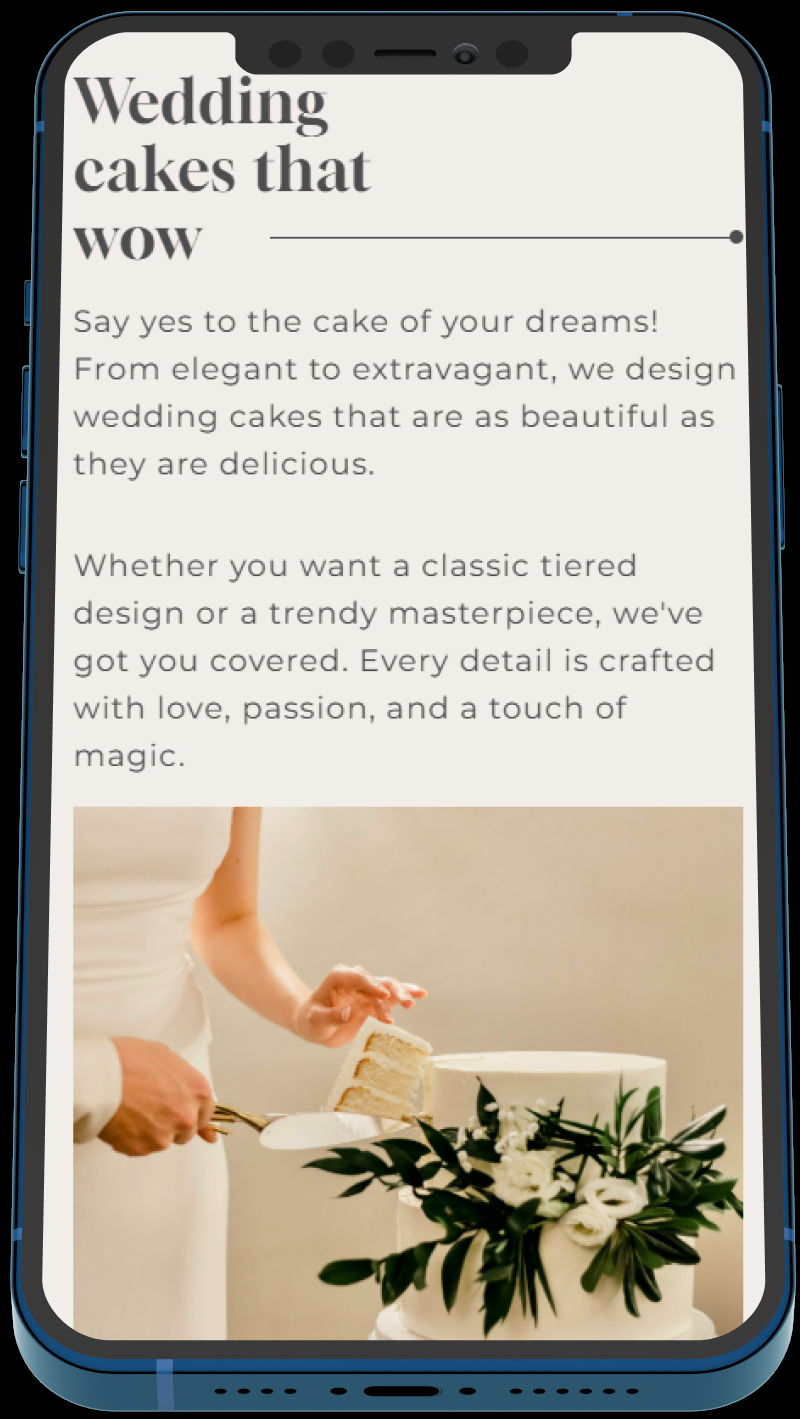 Wedding
cakes that
wow
Say yes to the cake of your dreams!
From elegant to extravagant, we design
wedding cakes that are as beautiful as
they are delicious.
Whether you want a classic tiered
design or a trendy masterpiece, we've
got you covered. Every detail is crafted
with love, passion, and a touch of
magic.